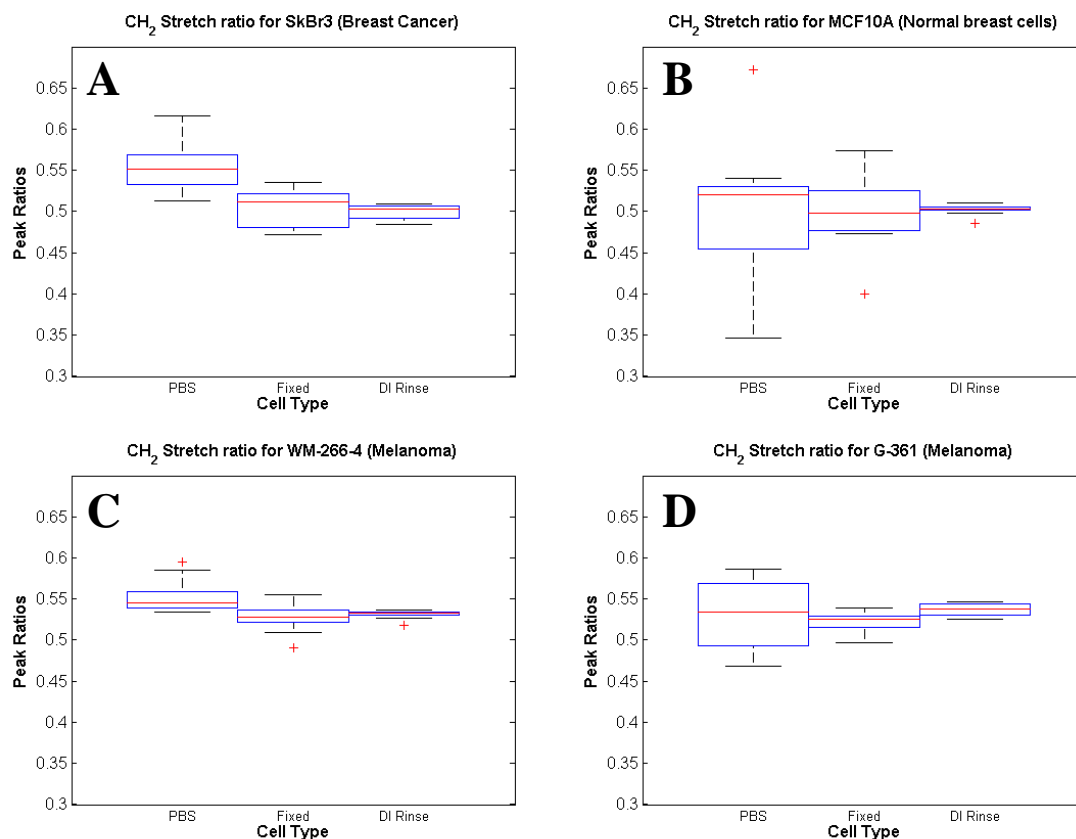 CH2 Stretch ratio for SkBr3 (Breast Cancer)
A
0.65
0.6
0.55
0.5
0.45
0.4
0.35
0.3
Peak Ratios
PBS Fixed DI Rinse
Cell Type
CH2 Stretch ratio for MCF10A (Normal breast cells)
B
0.65
0.6
0.55
0.5
0.45
0.4
0.35
0.3
Peak Ratios
PBS Fixed DI Rinse
Cell Type
CH2 Stretch ratio for WM-266-4 (Melanoma)
C
0.65
0.6
0.55
0.5
0.45
0.4
0.35
0.3
Peak Ratios
PBS Fixed DI Rinse
Cell Type
CH2 Stretch ratio for G-361 (Melanoma)
D
0.65
0.6
0.55
0.5
0.45
0.4
0.35
0.3
Peak Ratios
PBS Fixed DI Rinse
Cell Type